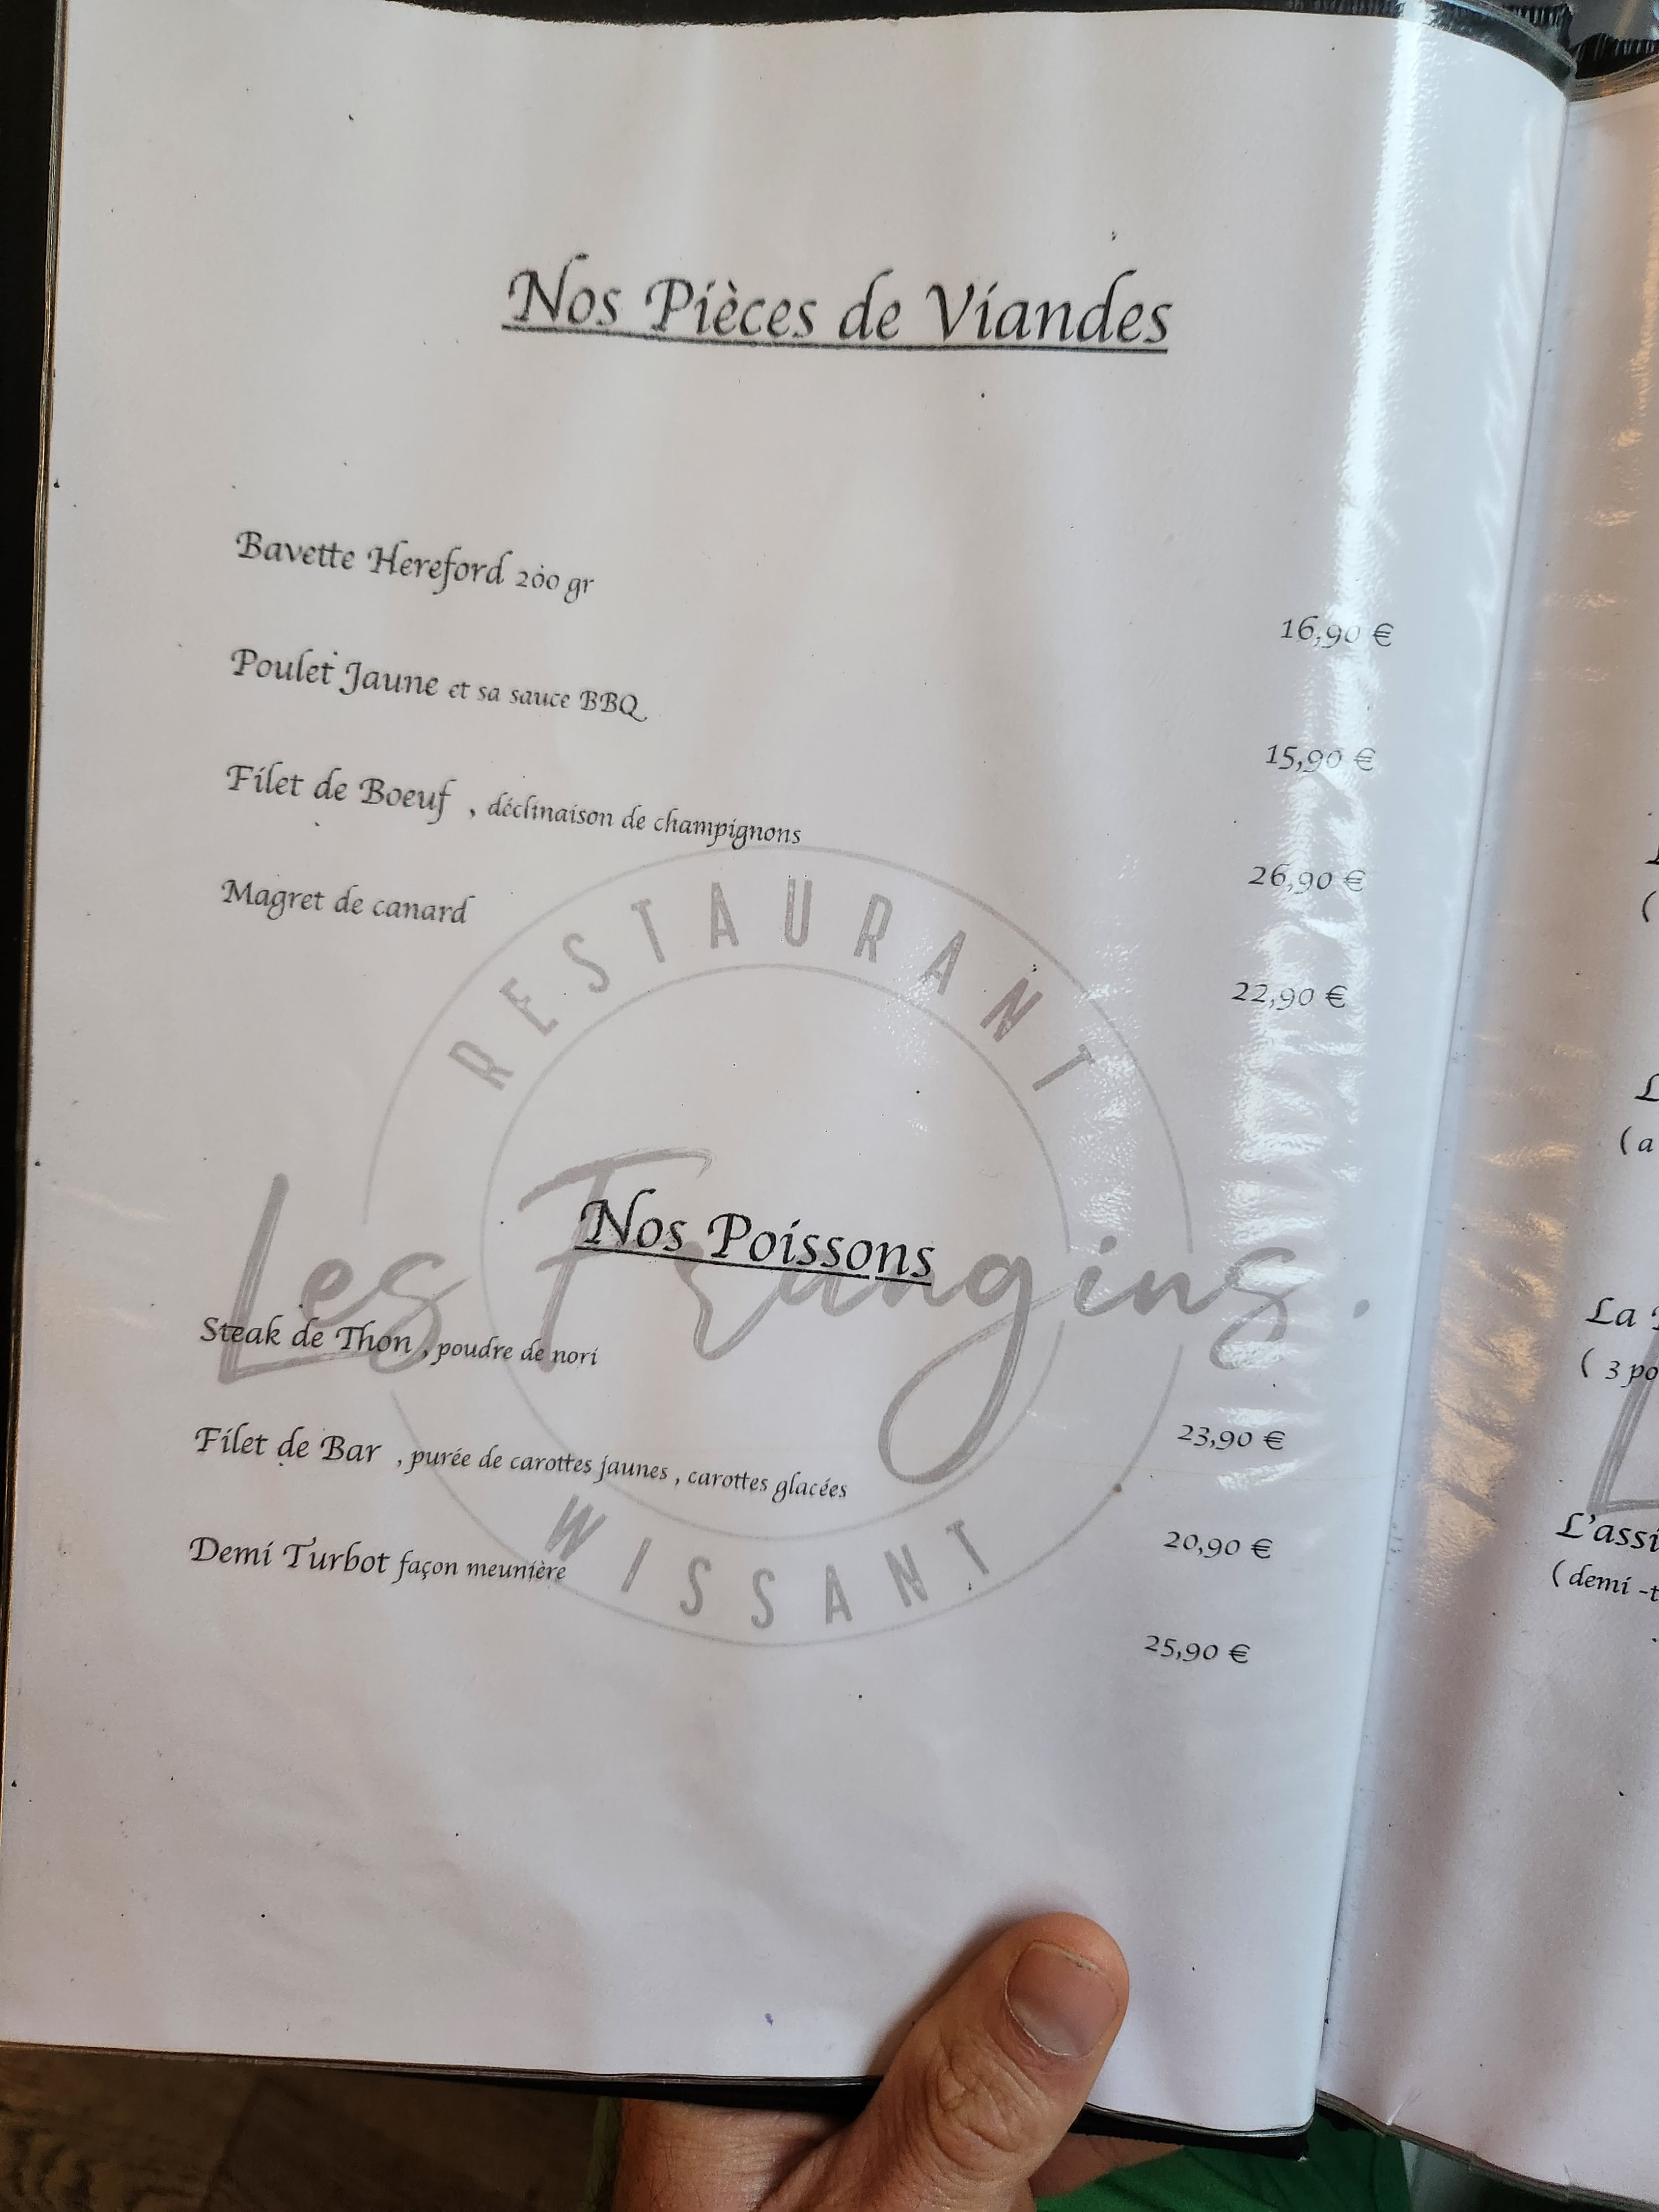 Nos Pièces de Viandes
Bavette Hereford 200 gr
16,90 €
Poulet Jaune et sa sauce BBQ
15,90 €
Filet de Boeuf , déclinaison de champignons
26,90 €
Magret de canard
22,90 €
RESTAURANT
Les Frangins.
WISSANT
Nos Poissons
Steak de Thon , poudre de nori
23,90 €
Filet de Bar , purée de carottes jaunes , carottes glacées
20,90 €
Demi Turbot façon meunière
25,90 €
(
L
( a
La
( 3 po
L'assi
( demi -t